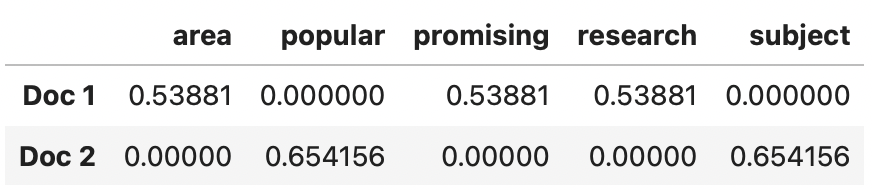 area popular promising research subject
Doc 1 0.53881 0.000000 0.53881 0.53881 0.000000
Doc 2 0.00000 0.654156 0.00000 0.00000 0.654156